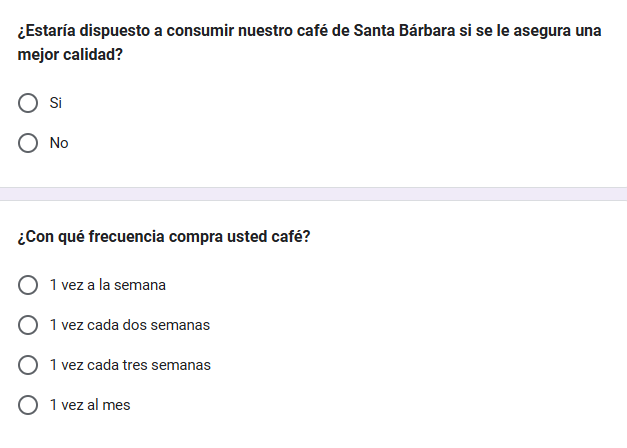 ¿Estaría dispuesto a consumir nuestro café de Santa Bárbara si se le asegura una
mejor calidad?
Si
No
¿Con qué frecuencia compra usted café?
1 vez a la semana
1 vez cada dos semanas
1 vez cada tres semanas
1 vez al mes